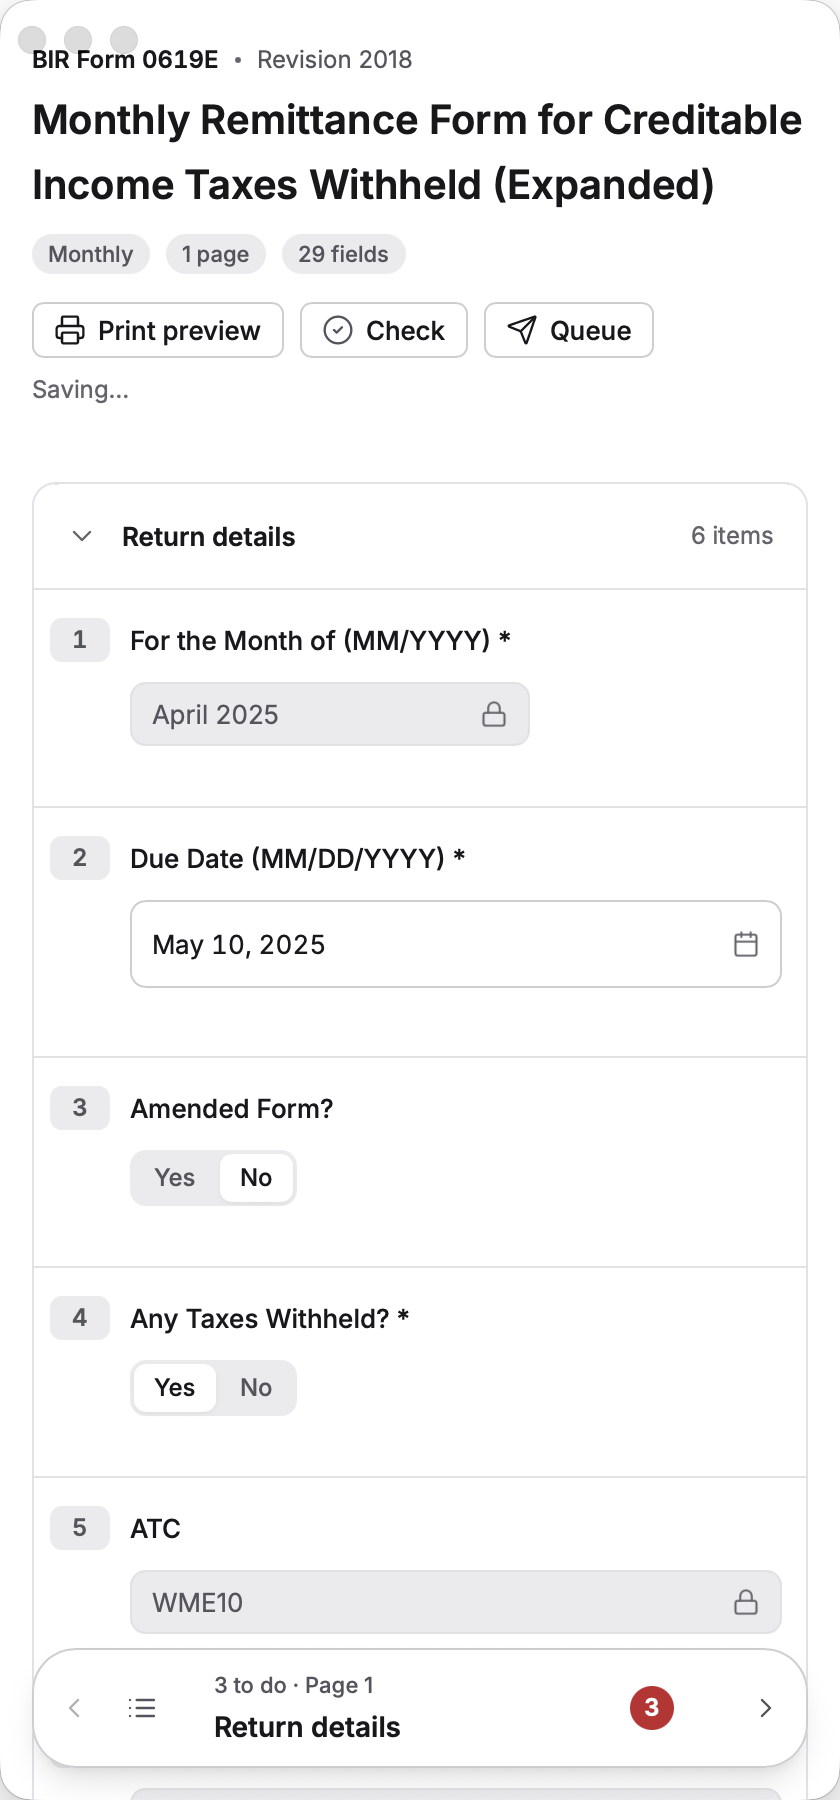 BIR Form 0619E • Revision 2018
Monthly Remittance Form for Creditable
Income Taxes Withheld (Expanded)
Monthly 1 page 29 fields
Print preview Check Queue
Saving...
Return details 6 items
1 For the Month of (MM/YYYY) *
April 2025
2 Due Date (MM/DD/YYYY) *
May 10, 2025
3 Amended Form?
Yes No
4 Any Taxes Withheld? *
Yes No
5 ATC
WME10
3 to do · Page 1
Return details
3